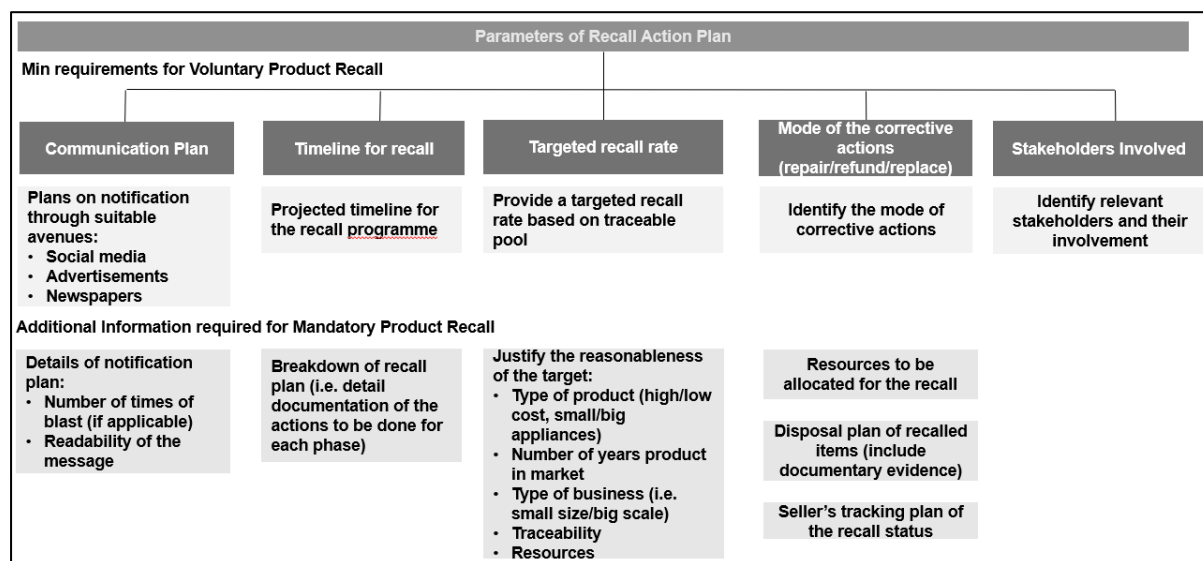 Parameters of Recall Action Plan
Min requirements for Voluntary Product Recall
Communication Plan
Timeline for recall
Targeted recall rate
Mode of the corrective
actions
(repair/refund/replace)
Stakeholders Involved
Plans on notification
through suitable
avenues:
• Social media
• Advertisements
• Newspapers
Projected timeline for
the recall programme
Provide a targeted recall
rate based on traceable
pool
Identify the mode of
corrective actions
Identify relevant
stakeholders and their
involvement
Additional Information required for Mandatory Product Recall
Details of notification
plan:
• Number of times of
blast (if applicable)
• Readability of the
message
Breakdown of recall
plan (i.e. detail
documentation of the
actions to be done for
each phase)
Justify the reasonableness
of the target:
• Type of product (high/low
cost, small/big
appliances)
• Number of years product
in market
• Type of business (i.e.
small size/big scale)
• Traceability
• Resources
Resources to be
allocated for the recall
Disposal plan of recalled
items (include
documentary evidence)
Seller's tracking plan of
the recall status